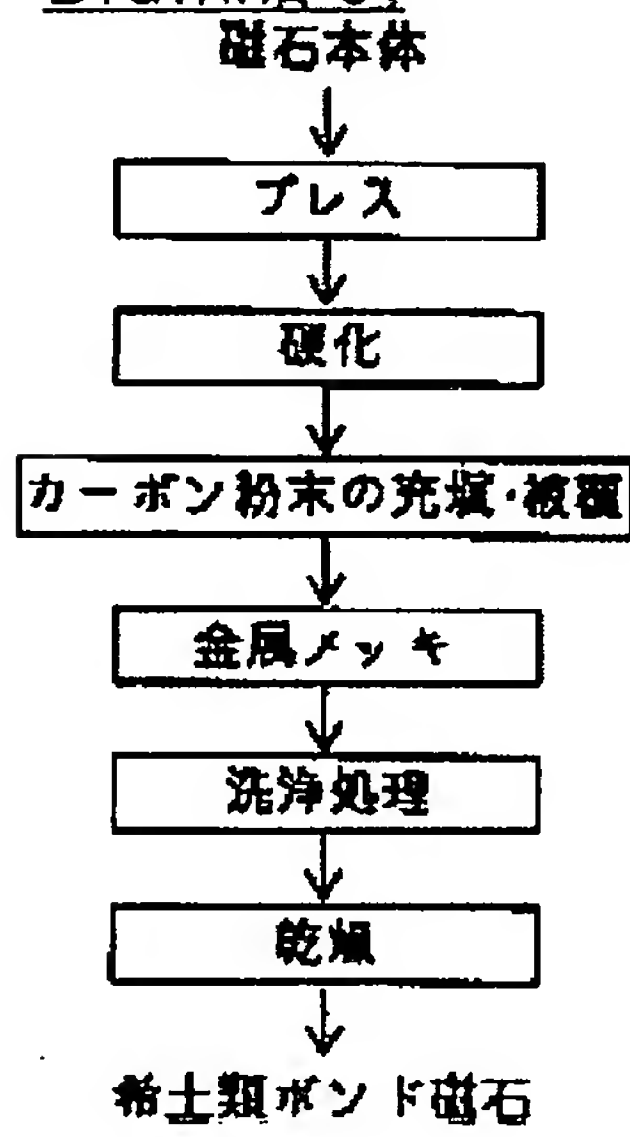 磁石本体
プレス
硬化
カーボン粉末の充填・被覆
金属メッキ
洗浄処理
乾燥
稀土類ボンド磁石